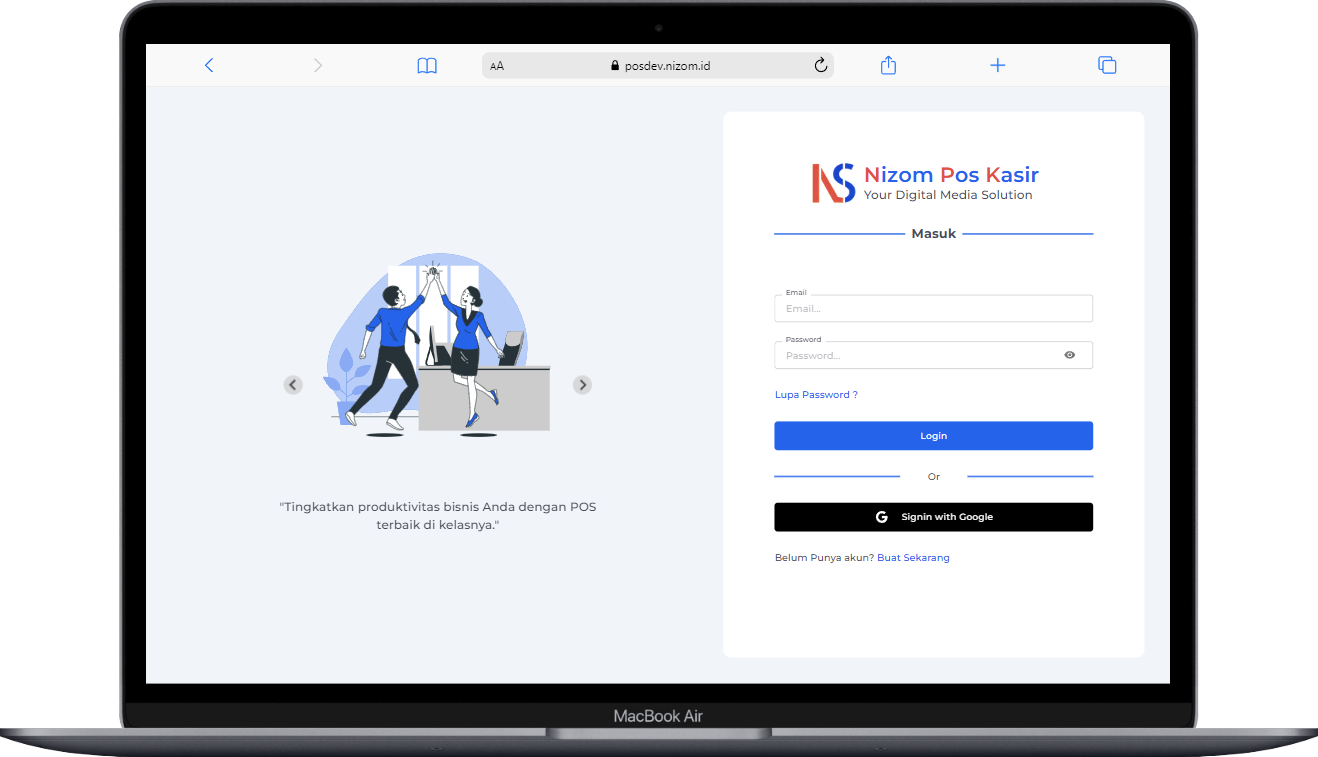 AA
posdev.nizom.id
Nizom Pos Kasir
Your Digital Media Solution
Masuk
Email
Email...
Password
Password...
Lupa Password ?
Login
Or
Signin with Google
Belum Punya akun? Buat Sekarang
"Tingkatkan produktivitas bisnis Anda dengan POS
terbaik di kelasnya."
MacBook Air